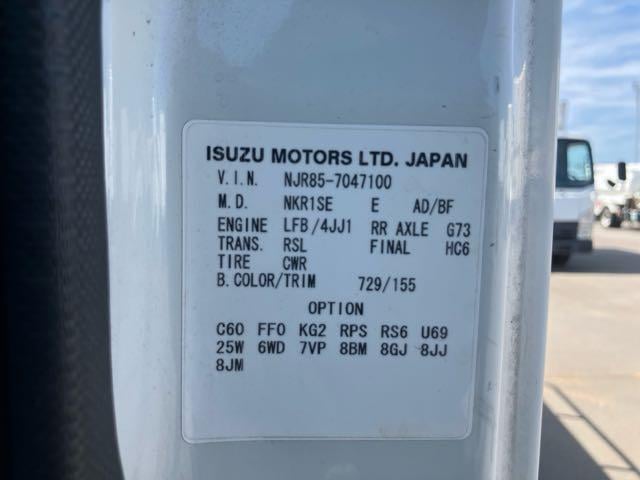 ISUZU MOTORS LTD. JAPAN
V.I.N. NJR85-7047100
M.D. NKR1SE E AD/BF
ENGINE LFB/4JJ1 RR AXLE G73
TRANS. RSL FINAL HC6
TIRE CWR
B.COLOR/TRIM 729/155
OPTION
C60 FF0 KG2 RPS RS6 U69
25W 6WD 7VP 8BM 8GJ 8JJ
8JM